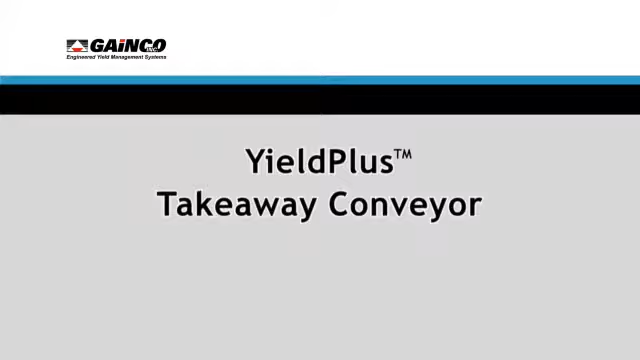 GAINCO INC.
Engineered Yield Management Systems
YieldPlus™
Takeaway Conveyor